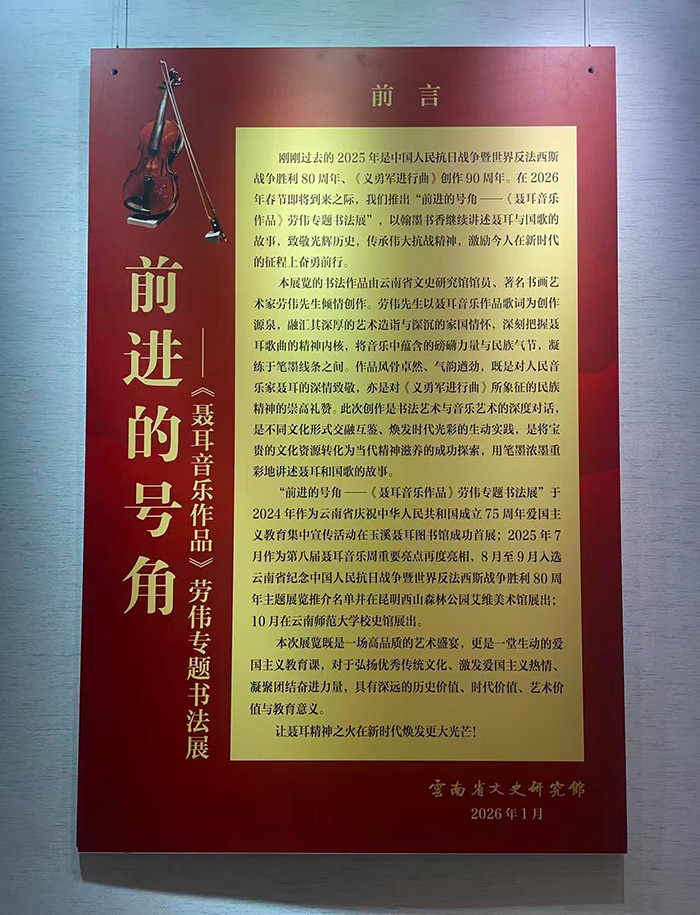 前 言
前进的号角
——《聂耳音乐作品》劳伟专题书法展
刚刚过去的 2025 年是中国人民抗日战争暨世界反法西斯
战争胜利 80 周年、《义勇军进行曲》创作 90 周年。在 2026
年春节即将到来之际，我们推出“前进的号角 ——《聂耳音乐
作品》劳伟专题书法展”，以翰墨书香继续讲述聂耳与国歌的
故事，致敬光辉历史，传承伟大抗战精神，激励今人在新时代
的征程上奋勇前行。
本展览的书法作品由云南省文史研究馆馆员、著名书画艺
术家劳伟先生倾情创作。劳伟先生以聂耳音乐作品歌词为创作
源泉，融汇其深厚的艺术造诣与深沉的家国情怀，深刻把握聂
耳歌曲的精神内核，将音乐中蕴含的磅礴力量与民族气节，凝
练于笔墨线条之间。作品风骨卓然、气韵遒劲，既是对人民音
乐家聂耳的深情致敬，亦是对《义勇军进行曲》所象征的民族
精神的崇高礼赞。此次创作是书法艺术与音乐艺术的深度对话，
是不同文化形式交融互鉴、焕发时代光彩的生动实践，是将宝
贵的文化资源转化为当代精神滋养的成功探索，用笔墨浓墨重
彩地讲述聂耳和国歌的故事。
“前进的号角 ——《聂耳音乐作品》劳伟专题书法展”于
2024 年作为云南省庆祝中华人民共和国成立 75 周年爱国主
义教育集中宣传活动在玉溪聂耳图书馆成功首展；2025 年 7
月作为第八届聂耳音乐周重要亮点再度亮相，8 月至 9 月入选
云南省纪念中国人民抗日战争暨世界反法西斯战争胜利 80 周
年主题展览推介名单并在昆明西山森林公园艾维美术馆展出；
10 月在云南师范大学校史馆展出。
本次展览既是一场高品质的艺术盛宴，更是一堂生动的爱
国主义教育课，对于弘扬优秀传统文化、激发爱国主义热情、
凝聚团结奋进力量，具有深远的历史价值、时代价值、艺术价
值与教育意义。
让聂耳精神之火在新时代焕发更大光芒！
雲南省文史研究館
2026 年 1 月